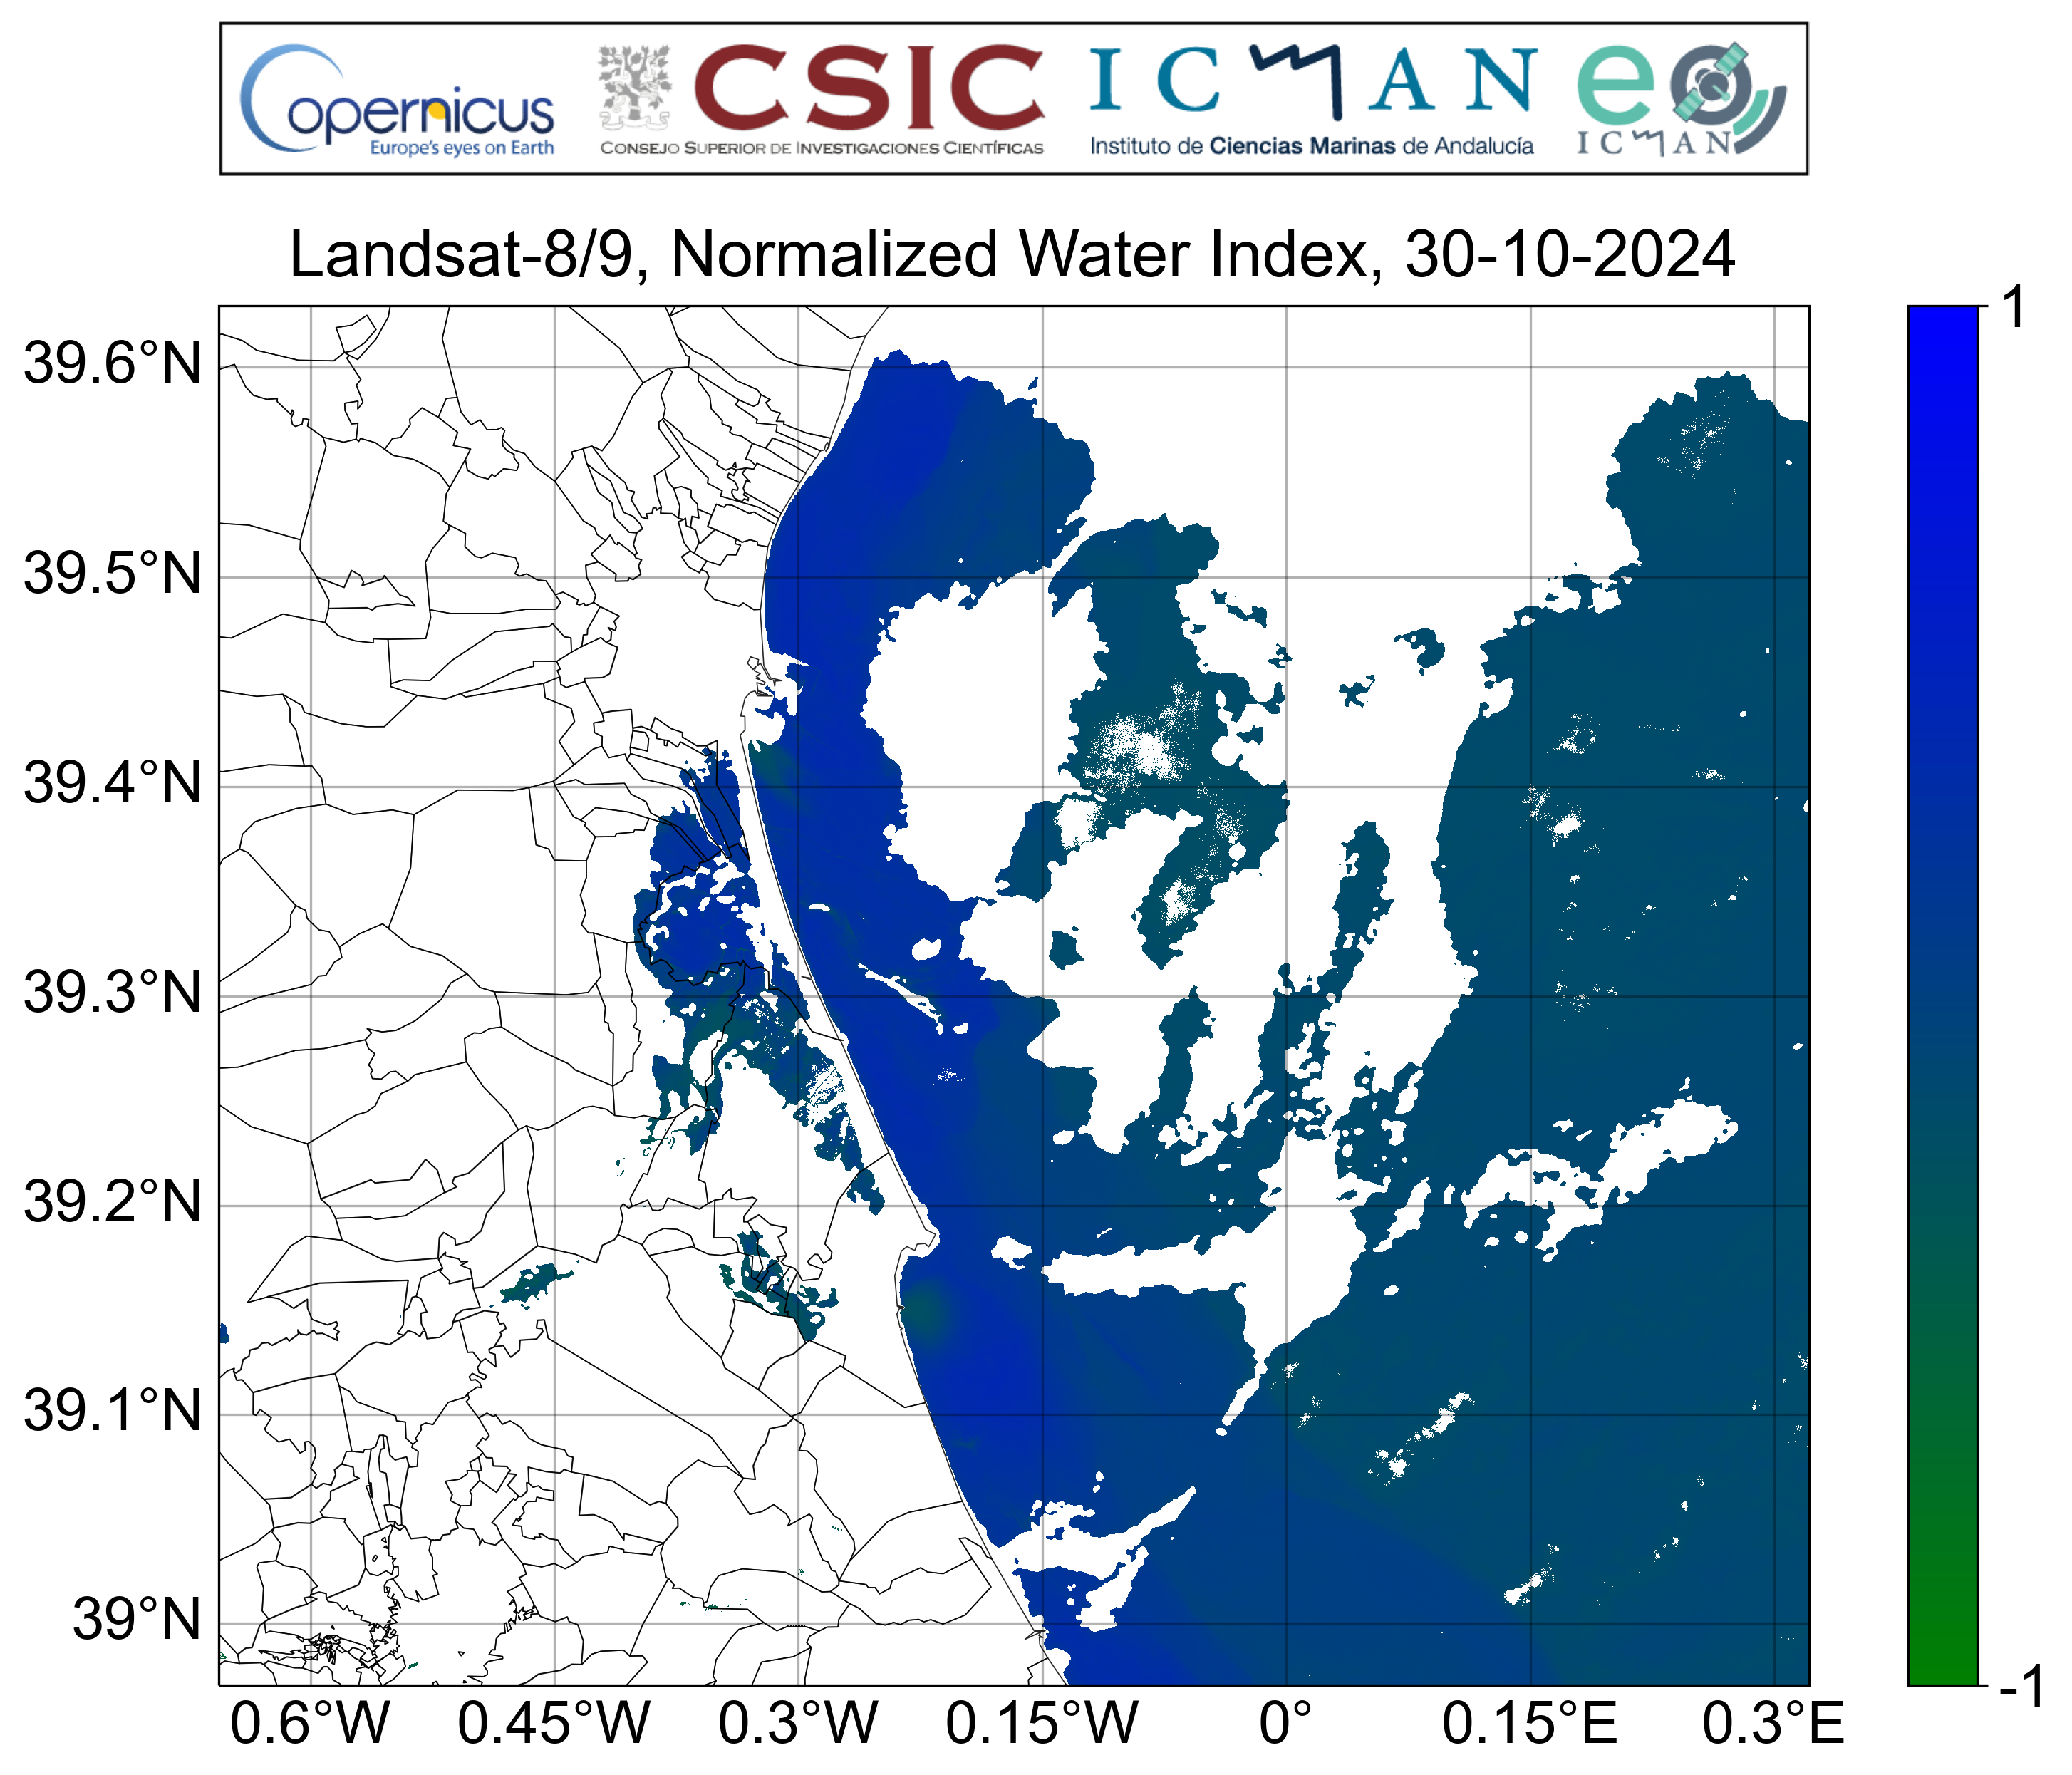 Copernicus
Europe's eyes on Earth
CSIC
CONSEJO SUPERIOR DE INVESTIGACIONES CIENTÍFICAS
ICMAN
Instituto de Ciencias Marinas de Andalucía
eo
ICMAN
Landsat-8/9, Normalized Water Index, 30-10-2024
39.6°N
39.5°N
39.4°N
39.3°N
39.2°N
39.1°N
39°N
0.6°W 0.45°W 0.3°W 0.15°W 0° 0.15°E 0.3°E
1
-1